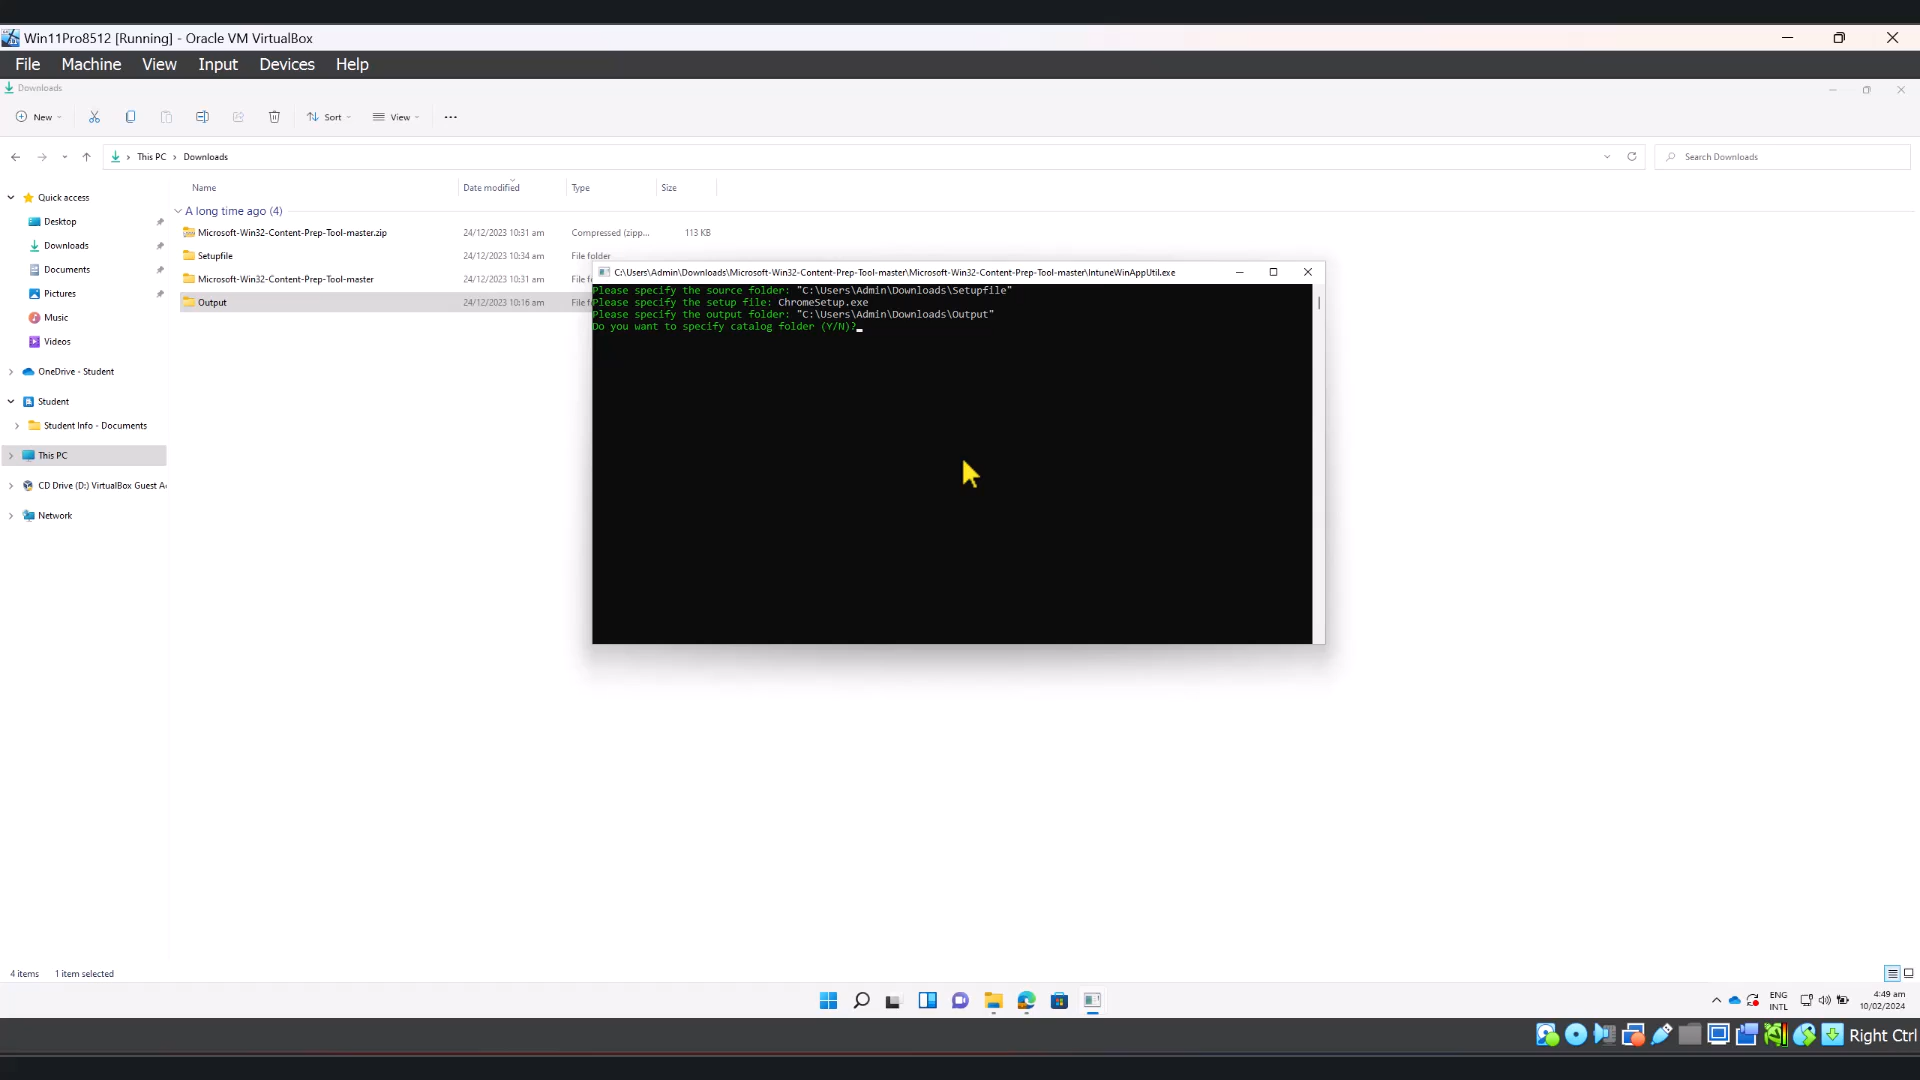 Win11Pro8512 [Running] - Oracle VM VirtualBox
File Machine View Input Devices Help
Downloads
New Sort View
This PC Downloads Search Downloads
Name Date modified Type Size
Quick access
Desktop
Downloads
Documents
Pictures
Music
Videos
OneDrive - Student
Student
Student Info - Documents
This PC
CD Drive (D:) VirtualBox Guest A
Network
A long time ago (4)
Microsoft-Win32-Content-Prep-Tool-master.zip 24/12/2023 10:31 am Compressed (zipp... 113 KB
Setupfile 24/12/2023 10:34 am File folder
Microsoft-Win32-Content-Prep-Tool-master 24/12/2023 10:31 am File f
Output 24/12/2023 10:16 am File f
C:\Users\Admin\Downloads\Microsoft-Win32-Content-Prep-Tool-master\Microsoft-Win32-Content-Prep-Tool-master\IntuneWinAppUtil.exe
Please specify the source folder: "C:\Users\Admin\Downloads\Setupfile"
Please specify the setup file: ChromeSetup.exe
Please specify the output folder: "C:\Users\Admin\Downloads\Output"
Do you want to specify catalog folder (Y/N)?
4 items 1 item selected
ENG
INTL
4:49 am
10/02/2024
Right Ctrl